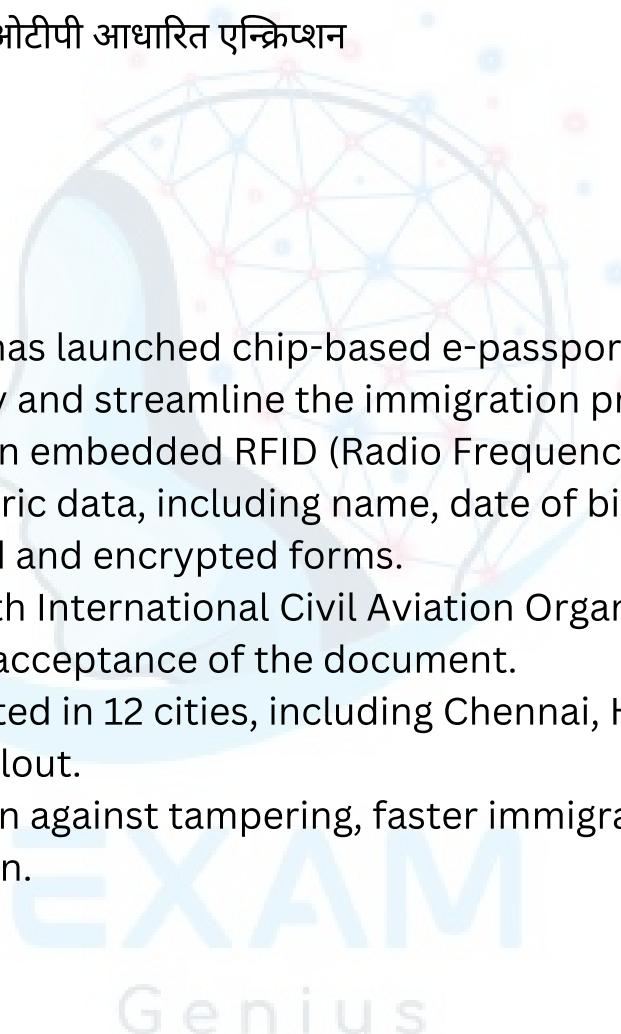 ओटीपी आधारित एन्क्रिप्शन
has launched chip-based e-passpor
y and streamline the immigration pr
n embedded RFID (Radio Frequenc
ric data, including name, date of bi
d and encrypted forms.
th International Civil Aviation Organ
acceptance of the document.
ted in 12 cities, including Chennai, H
lout.
n against tampering, faster immigra
n.
EXAM
Genius